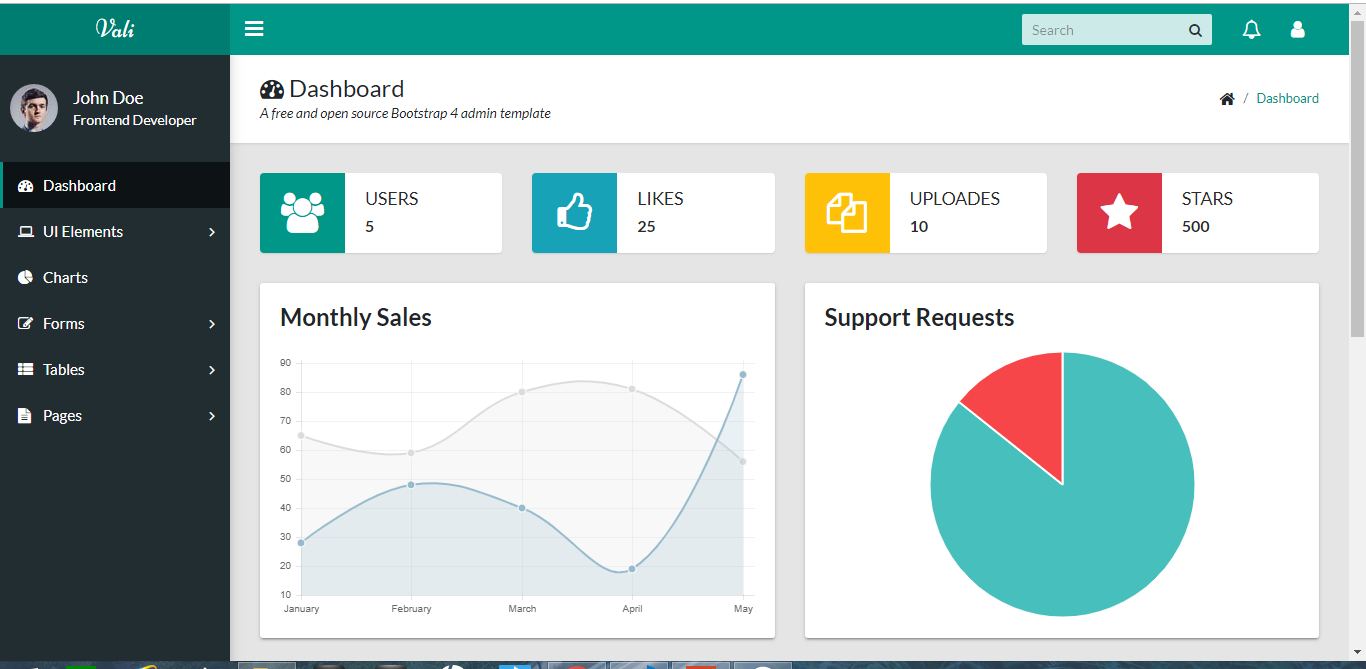 Vali
Search
John Doe
Frontend Developer
Dashboard
UI Elements
Charts
Forms
Tables
Pages
Dashboard
A free and open source Bootstrap 4 admin template
/ Dashboard
USERS
5
LIKES
25
UPLOADES
10
STARS
500
Monthly Sales
90
80
70
60
50
40
30
20
10
January February March April May
Support Requests